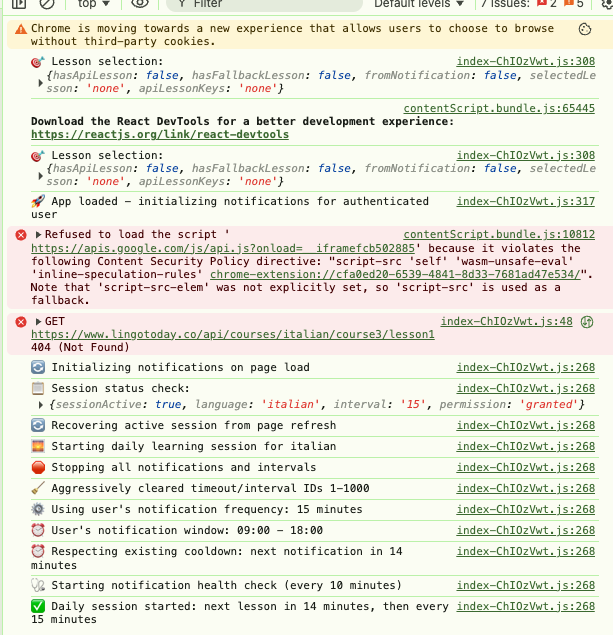 top
Filter
Default levels
7 Issues: 2 5
Chrome is moving towards a new experience that allows users to choose to browse
without third-party cookies.
🎯 Lesson selection: index-ChIOzVwt.js:308
{hasApiLesson: false, hasFallbackLesson: false, fromNotification: false, selectedLe
sson: 'none', apiLessonKeys: 'none'}
contentScript.bundle.js:65445
Download the React DevTools for a better development experience:
https://reactjs.org/link/react-devtools
🎯 Lesson selection: index-ChIOzVwt.js:308
{hasApiLesson: false, hasFallbackLesson: false, fromNotification: false, selectedLe
sson: 'none', apiLessonKeys: 'none'}
🚀 App loaded – initializing notifications for authenticated index-ChIOzVwt.js:317
user
Refused to load the script ' contentScript.bundle.js:10812
https://apis.google.com/js/api.js?onload=__iframefcb502885' because it violates the
following Content Security Policy directive: "script-src 'self' 'wasm-unsafe-eval'
'inline-speculation-rules' chrome-extension://cfa0ed20-6539-4841-8d33-7681ad47e534/".
Note that 'script-src-elem' was not explicitly set, so 'script-src' is used as a
fallback.
GET index-ChIOzVwt.js:48
https://www.lingotoday.co/api/courses/italian/course3/lesson1
404 (Not Found)
🔄 Initializing notifications on page load index-ChIOzVwt.js:268
📋 Session status check: index-ChIOzVwt.js:268
{sessionActive: true, language: 'italian', interval: '15', permission: 'granted'}
🔄 Recovering active session from page refresh index-ChIOzVwt.js:268
🌅 Starting daily learning session for italian index-ChIOzVwt.js:268
🛑 Stopping all notifications and intervals index-ChIOzVwt.js:268
🧹 Aggressively cleared timeout/interval IDs 1-1000 index-ChIOzVwt.js:268
⚙️ Using user's notification frequency: 15 minutes index-ChIOzVwt.js:268
⏰ User's notification window: 09:00 - 18:00 index-ChIOzVwt.js:268
⏰ Respecting existing cooldown: next notification in 14 index-ChIOzVwt.js:268
minutes
🩺 Starting notification health check (every 10 minutes) index-ChIOzVwt.js:268
✅ Daily session started: next lesson in 14 minutes, then every index-ChIOzVwt.js:268
15 minutes